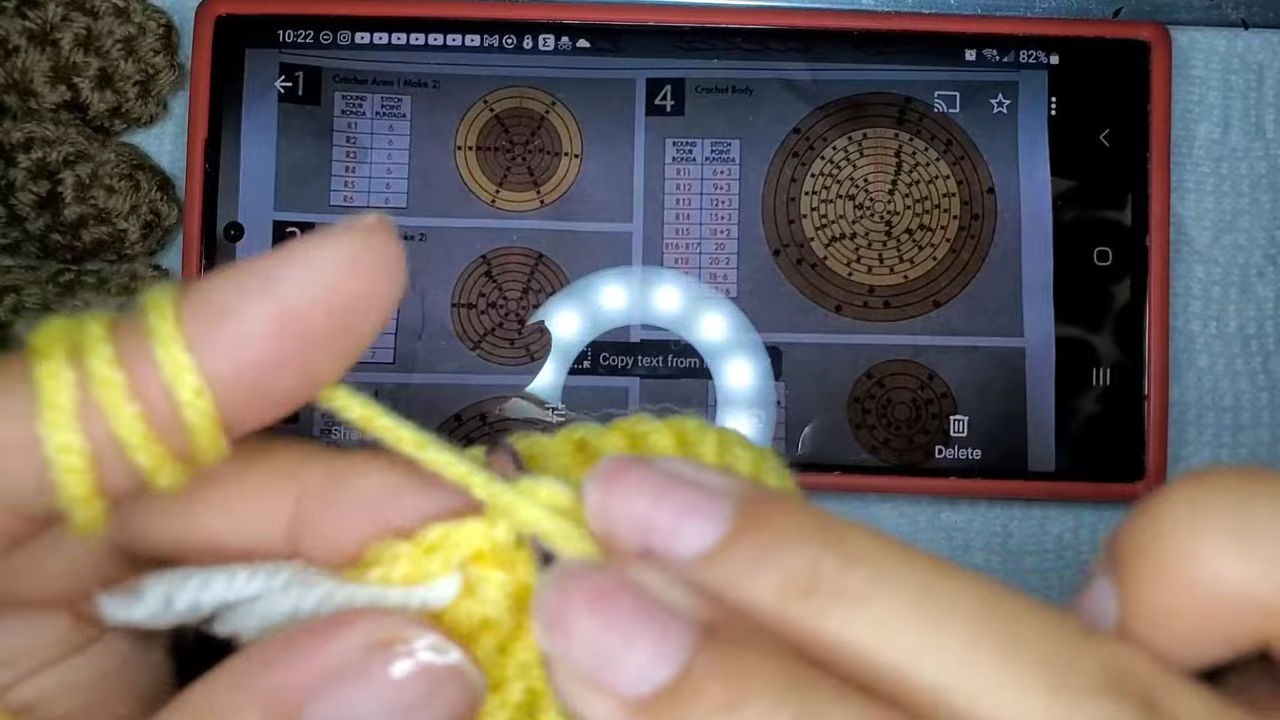 10:22
82%
1
Crochet Arms ( Make 2)
ROUND TOUR RONDA
STITCH POINT PUNTADA
R1 6
R2 6
R3 6
R4 6
R5 6
R6 6
4
Crochet Body
ROUND TOUR RONDA
STITCH POINT PUNTADA
R11 6+3
R12 9+3
R13 12+3
R14 15+3
R15 18+2
R16-R17 20
R18 20-2
18-6
2)
7
Copy text from
Delete